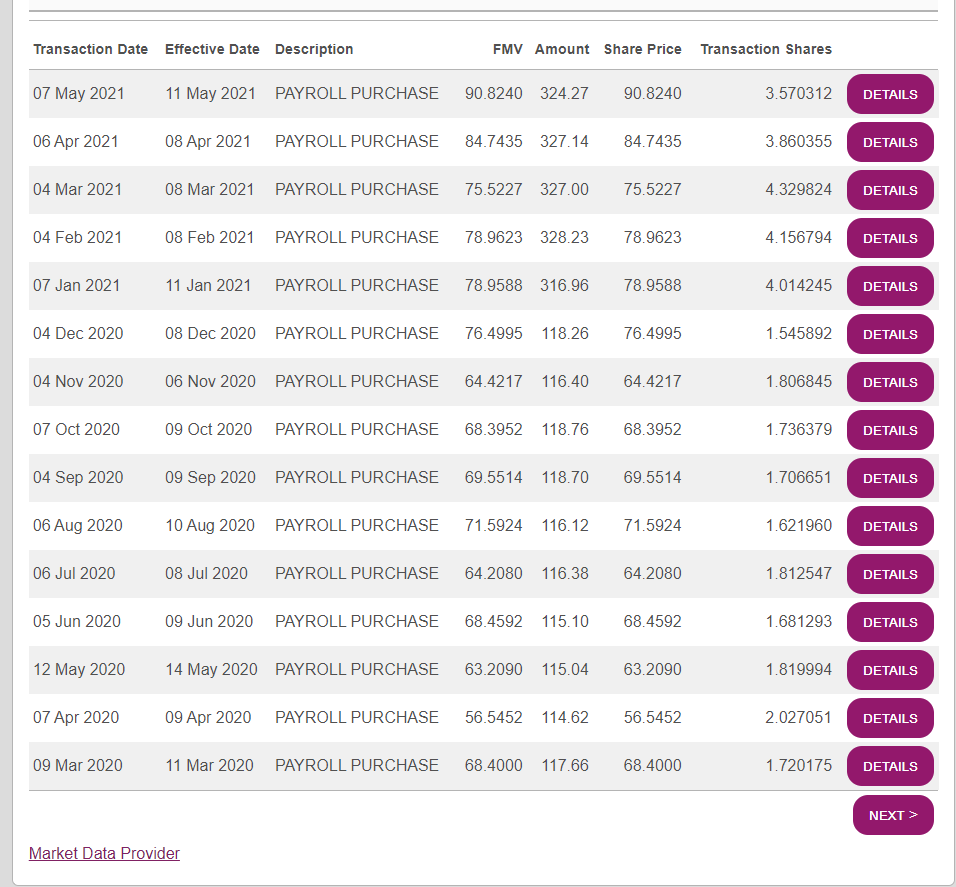 Transaction Date Effective Date Description FMV Amount Share Price Transaction Shares
07 May 2021 11 May 2021 PAYROLL PURCHASE 90.8240 324.27 90.8240 3.570312 DETAILS
06 Apr 2021 08 Apr 2021 PAYROLL PURCHASE 84.7435 327.14 84.7435 3.860355 DETAILS
04 Mar 2021 08 Mar 2021 PAYROLL PURCHASE 75.5227 327.00 75.5227 4.329824 DETAILS
04 Feb 2021 08 Feb 2021 PAYROLL PURCHASE 78.9623 328.23 78.9623 4.156794 DETAILS
07 Jan 2021 11 Jan 2021 PAYROLL PURCHASE 78.9588 316.96 78.9588 4.014245 DETAILS
04 Dec 2020 08 Dec 2020 PAYROLL PURCHASE 76.4995 118.26 76.4995 1.545892 DETAILS
04 Nov 2020 06 Nov 2020 PAYROLL PURCHASE 64.4217 116.40 64.4217 1.806845 DETAILS
07 Oct 2020 09 Oct 2020 PAYROLL PURCHASE 68.3952 118.76 68.3952 1.736379 DETAILS
04 Sep 2020 09 Sep 2020 PAYROLL PURCHASE 69.5514 118.70 69.5514 1.706651 DETAILS
06 Aug 2020 10 Aug 2020 PAYROLL PURCHASE 71.5924 116.12 71.5924 1.621960 DETAILS
06 Jul 2020 08 Jul 2020 PAYROLL PURCHASE 64.2080 116.38 64.2080 1.812547 DETAILS
05 Jun 2020 09 Jun 2020 PAYROLL PURCHASE 68.4592 115.10 68.4592 1.681293 DETAILS
12 May 2020 14 May 2020 PAYROLL PURCHASE 63.2090 115.04 63.2090 1.819994 DETAILS
07 Apr 2020 09 Apr 2020 PAYROLL PURCHASE 56.5452 114.62 56.5452 2.027051 DETAILS
09 Mar 2020 11 Mar 2020 PAYROLL PURCHASE 68.4000 117.66 68.4000 1.720175 DETAILS
NEXT >
Market Data Provider